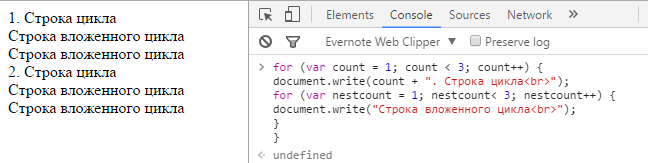 1. Строка цикла
Строка вложенного цикла
Строка вложенного цикла
2. Строка цикла
Строка вложенного цикла
Строка вложенного цикла
Elements Console Sources Network »
Evernote Web Clipper ▼ Preserve log
> for (var count = 1; count < 3; count++) {
document.write(count + ". Строка цикла<br>");
for (var nestcount = 1; nestcount< 3; nestcount++) {
document.write("Строка вложенного цикла<br>");
}
}
undefined